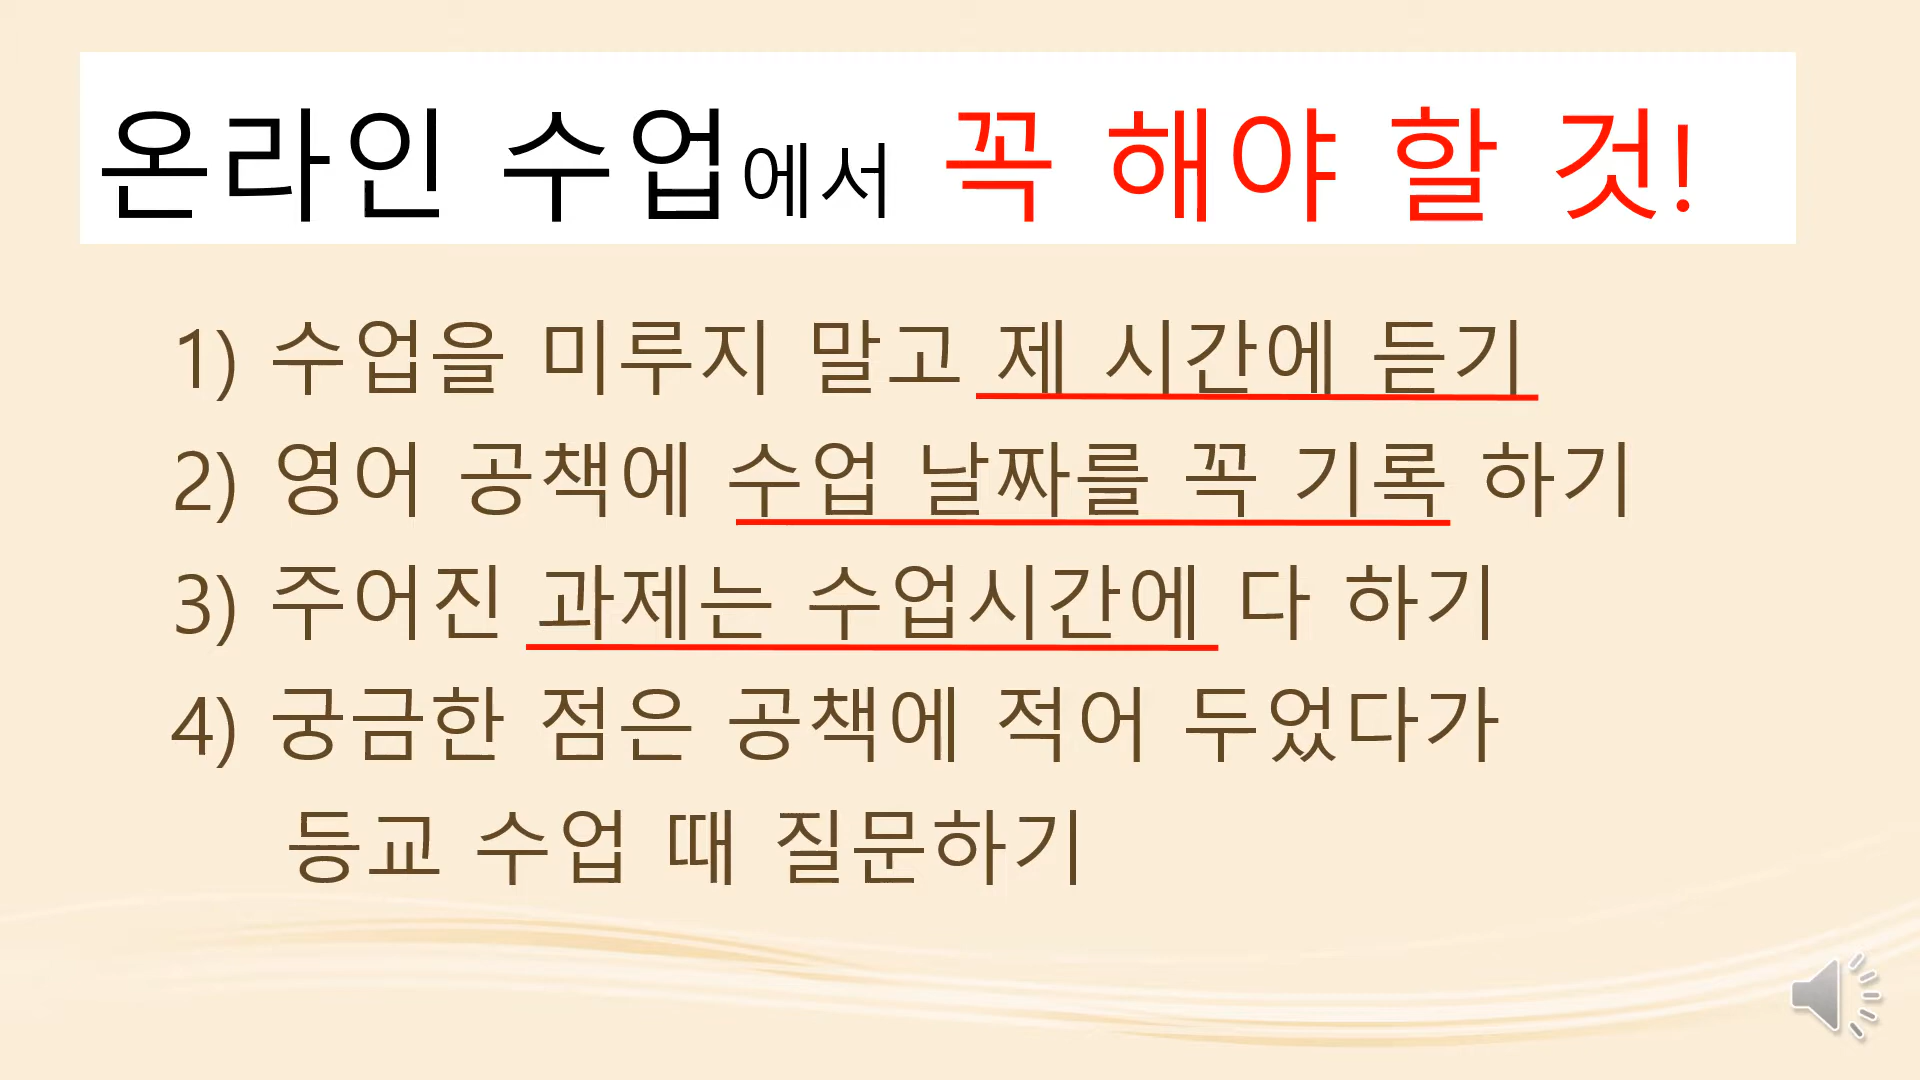 온라인 수업에서 꼭 해야 할 것!
1) 수업을 미루지 말고 제 시간에 듣기
2) 영어 공책에 수업 날짜를 꼭 기록 하기
3) 주어진 과제는 수업시간에 다 하기
4) 궁금한 점은 공책에 적어 두었다가
등교 수업 때 질문하기